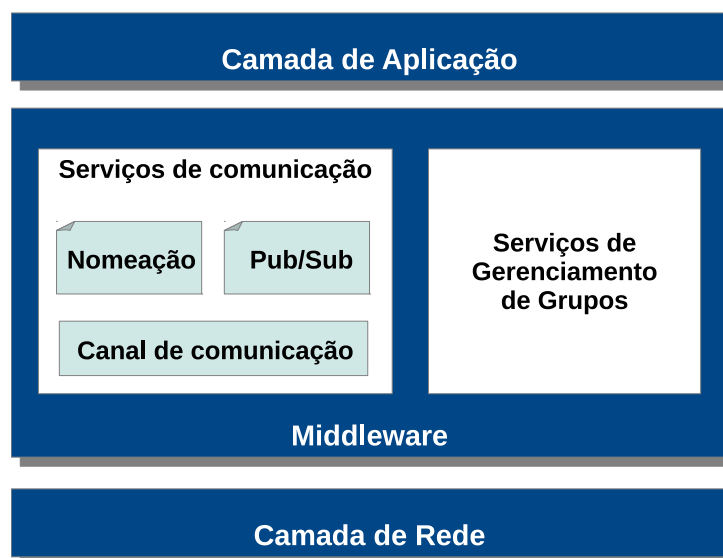 Camada de Aplicação
Serviços de comunicação
Nomeação
Pub/Sub
Canal de comunicação
Serviços de
Gerenciamento
de Grupos
Middleware
Camada de Rede